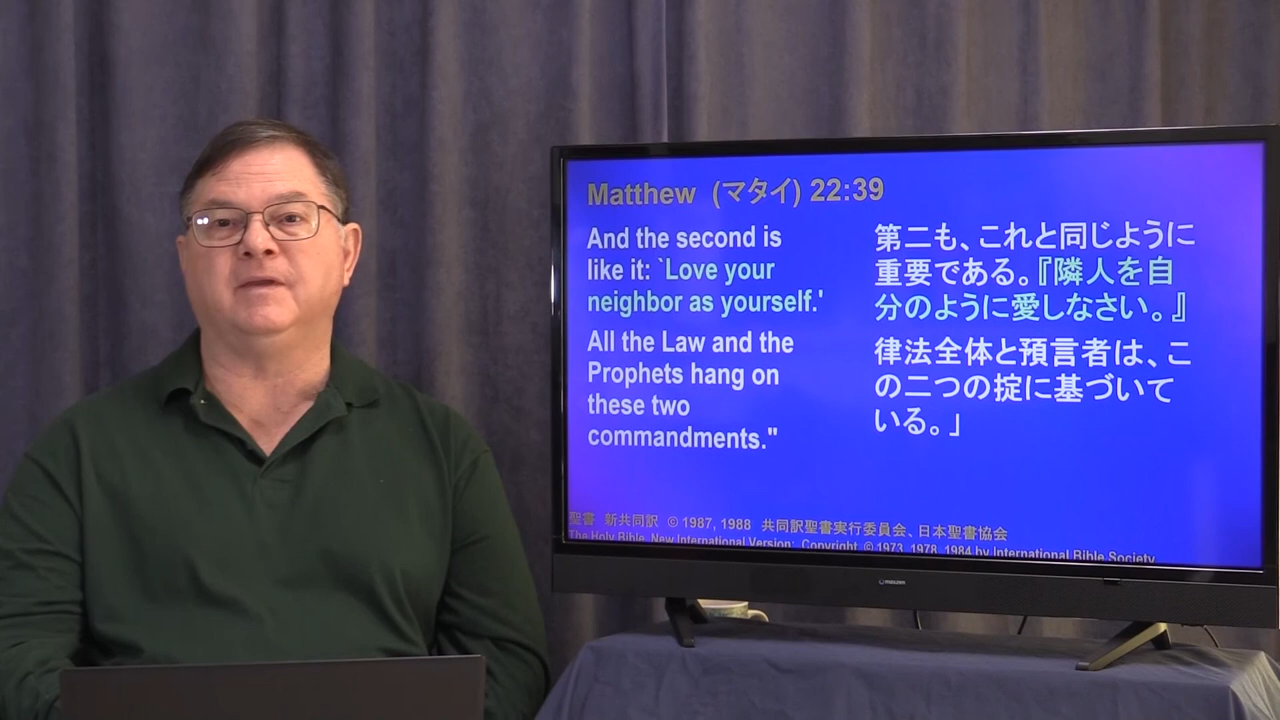 Matthew (マタイ) 22:39
And the second is
like it: `Love your
neighbor as yourself.'
All the Law and the
Prophets hang on
these two
commandments."
第二も、これと同じように
重要である。『隣人を自
分のように愛しなさい。』
律法全体と預言者は、こ
の二つの掟に基づいて
いる。」
聖書 新共同訳 © 1987, 1988 共同訳聖書実行委員会、日本聖書協会
The Holy Bible, New International Version; Copyright © 1973, 1978, 1984 by International Bible Society
maxzen